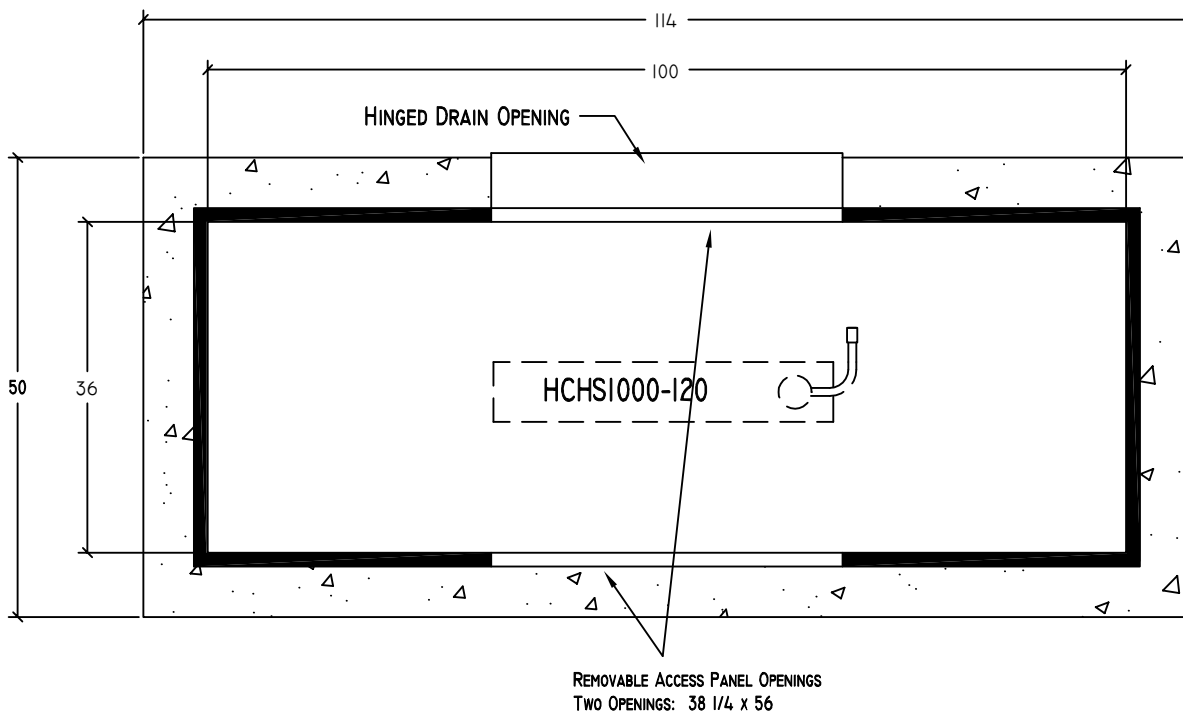 114
100
HINGED DRAIN OPENING
50
36
HCHS1000-120
REMOVABLE ACCESS PANEL OPENINGS
TWO OPENINGS: 38 1/4 x 56